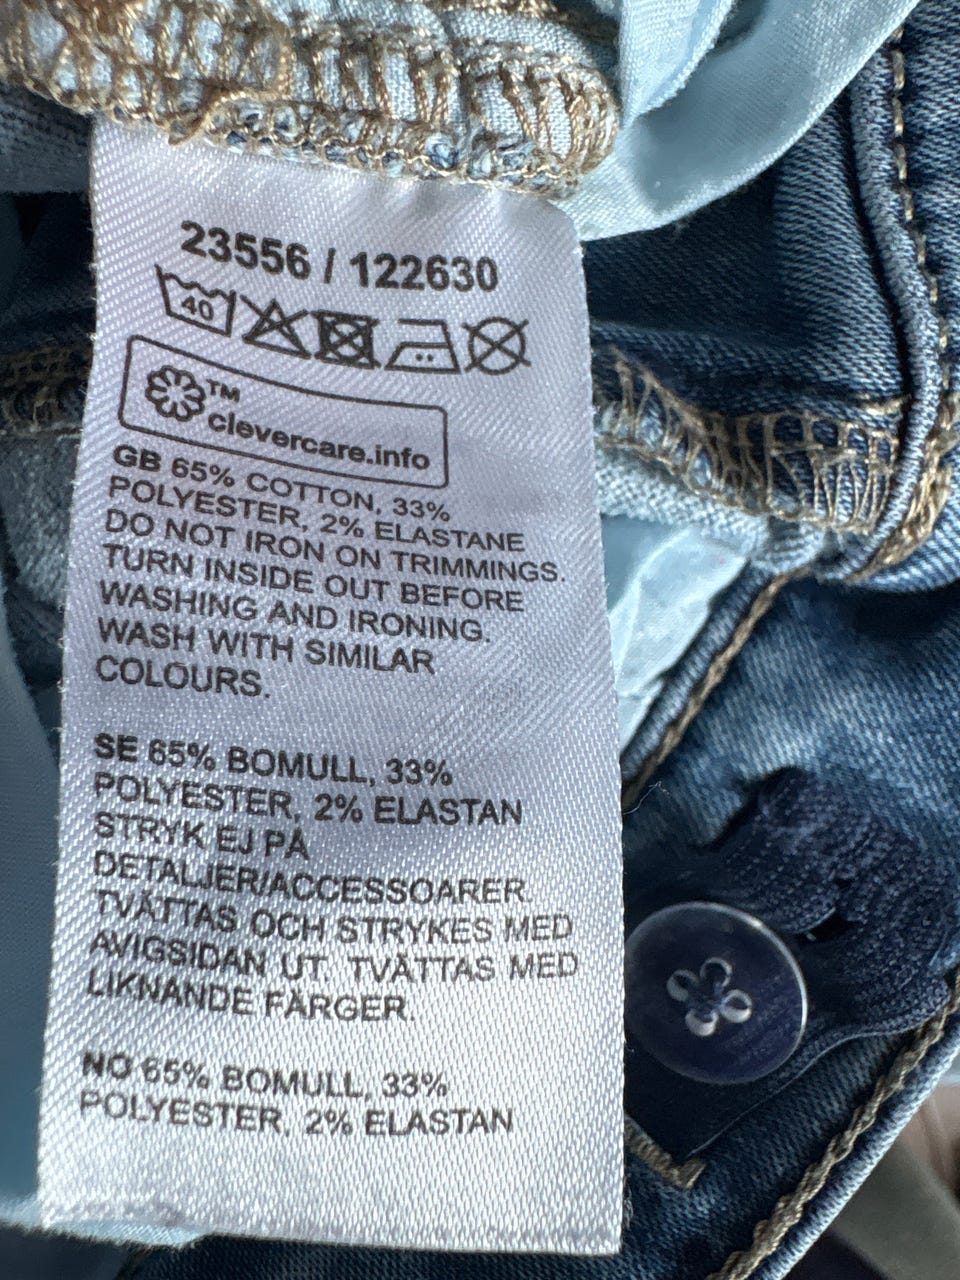 23556 / 122630
40
TM
clevercare.info
GB 65% COTTON, 33%
POLYESTER, 2% ELASTANE
DO NOT IRON ON TRIMMINGS.
TURN INSIDE OUT BEFORE
WASHING AND IRONING.
WASH WITH SIMILAR
COLOURS.
SE 65% BOMULL, 33%
POLYESTER, 2% ELASTAN
STRYK EJ PÅ
DETALJER/ACCESSOARER
TVÄTTAS OCH STRYKES MED
AVIGSIDAN UT. TVÄTTAS MED
LIKNANDE FÄRGER.
NO 65% BOMULL, 33%
POLYESTER, 2% ELASTAN